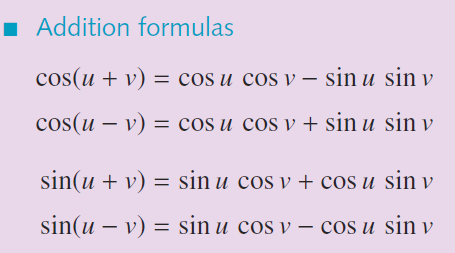 Addition formulas
cos(u + v) = cos u cos v − sin u sin v
cos(u − v) = cos u cos v + sin u sin v
sin(u + v) = sin u cos v + cos u sin v
sin(u − v) = sin u cos v − cos u sin v